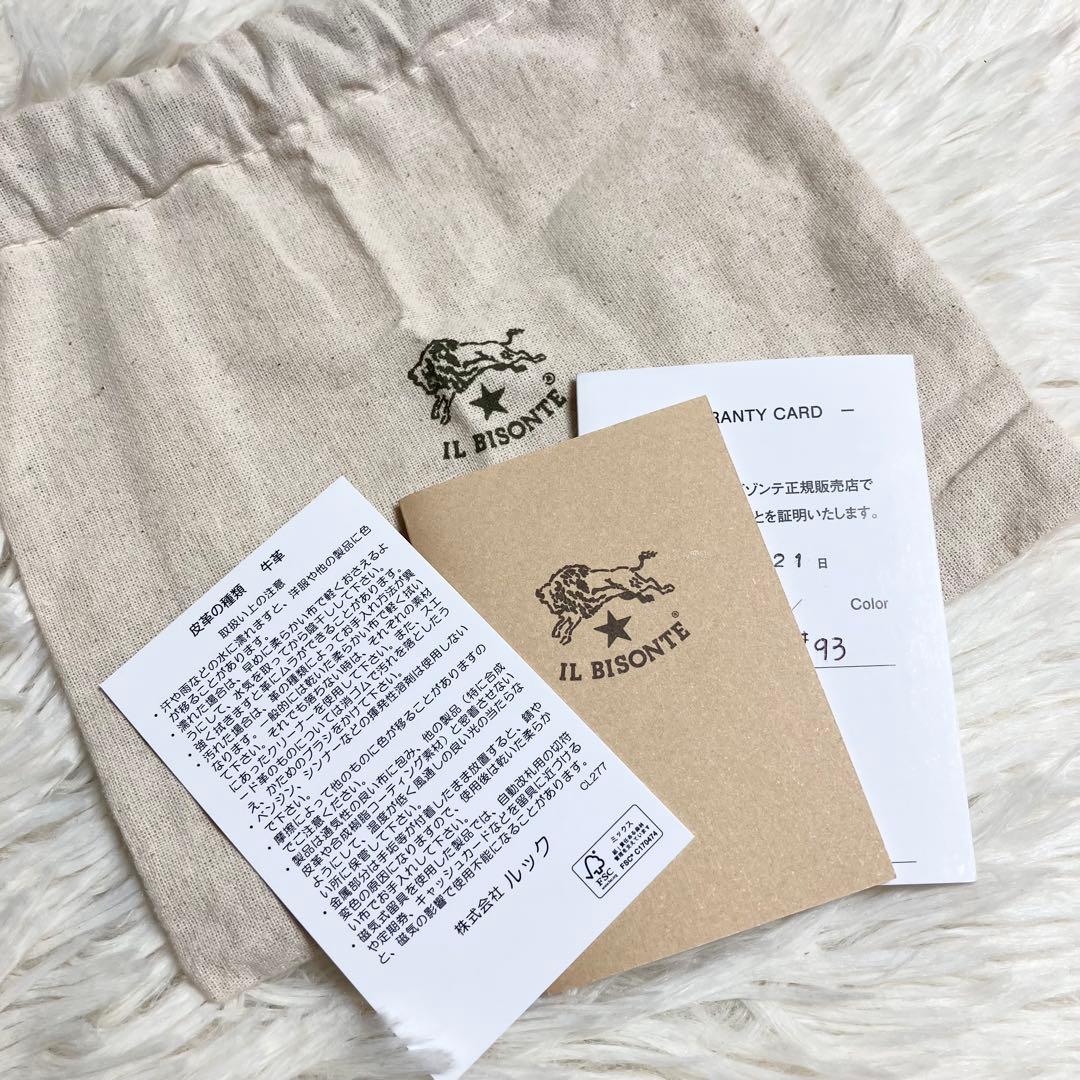 IL BISONTE®
RANTY CARD －
ゾンテ正規販売店で
とを証明いたします。
21 日
/ Color
#93
IL BISONTE®
皮革の種類 牛革
取扱い上の注意
・汗や雨などの水に濡れますと、洋服や他の製品に色
が移ることがあります。
・濡れた場合は、早めに柔らかい布で軽くおさえるよ
うにして、水気を取ってから陰干しして下さい。
強く拭きますと革にムラができることがあります。
・汚れた場合は、革の種類によってお手入れ方法が異
なります。一般的には乾いた柔らかい布で軽く拭い
て下さい。それでも落ちない時は、それぞれの素材
にあったクリーナーを使用して下さい。また、スエ
ード革のものについては消ゴムで汚れを落としたう
え、かためのブラシをかけて下さい。
・ベンジン、シンナーなどの揮発性溶剤は使用しない
で下さい。
・摩擦によって他のものに色が移ることがありますの
でご注意ください。
・製品は通気性の良い布に包み、他の製品（特に合成
皮革や合成樹脂コーティング素材）と密着させない
ようにして、温度が低く風通しの良い光の当たらな
い所に保管して下さい。
・金属部分は手垢等が付着したまま放置すると、錆や
変色の原因になりますので、使用後は乾いた柔らか
い布でお手入れして下さい。
・磁気式留具を使用した製品では、自動改札用の切符
や定期券、キャッシュカードなどを留具に近づける
と、磁気の影響で使用不能になることがあります。
CL277
株式会社 ルック
FSC
ミックス
FSC® C170474